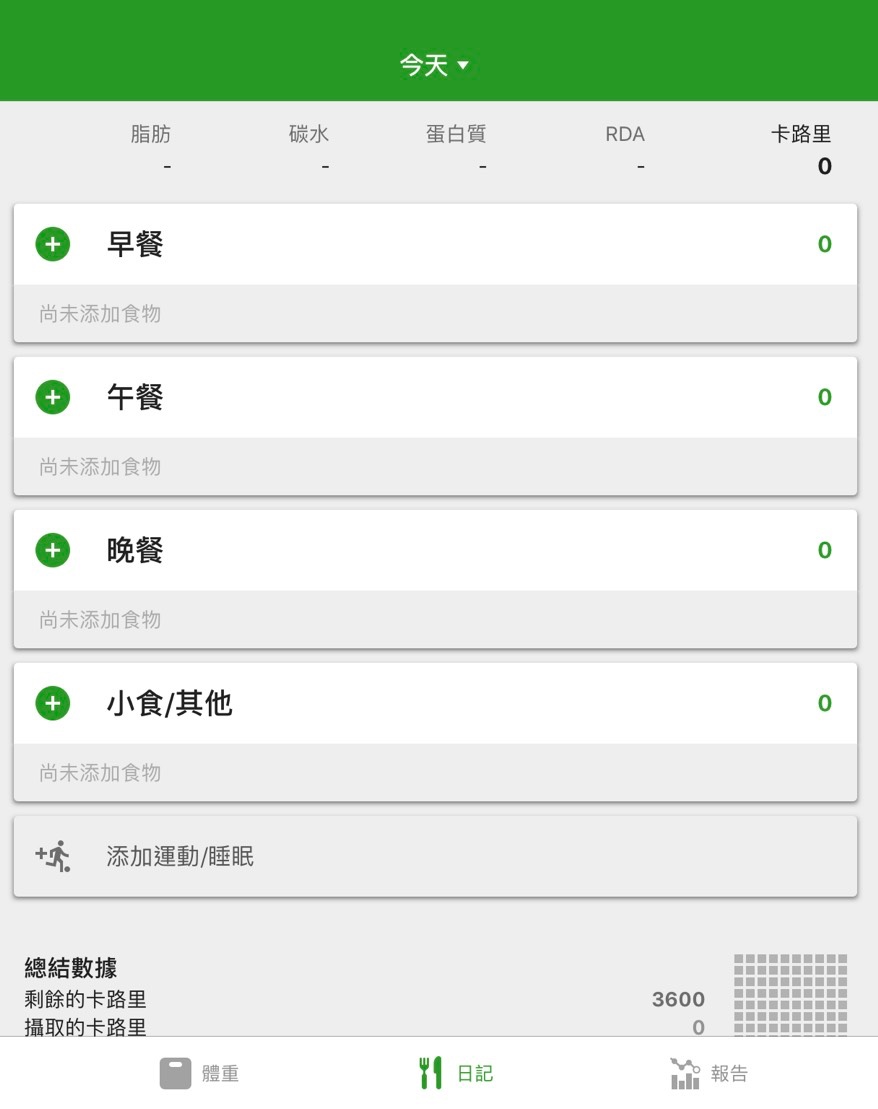 今天
脂肪 碳水 蛋白質 RDA 卡路里
- - - - 0
早餐 0
尚未添加食物
午餐 0
尚未添加食物
晚餐 0
尚未添加食物
小食/其他 0
尚未添加食物
添加運動/睡眠
總結數據
剩餘的卡路里 3600
攝取的卡路里 0
體重 日記 報告